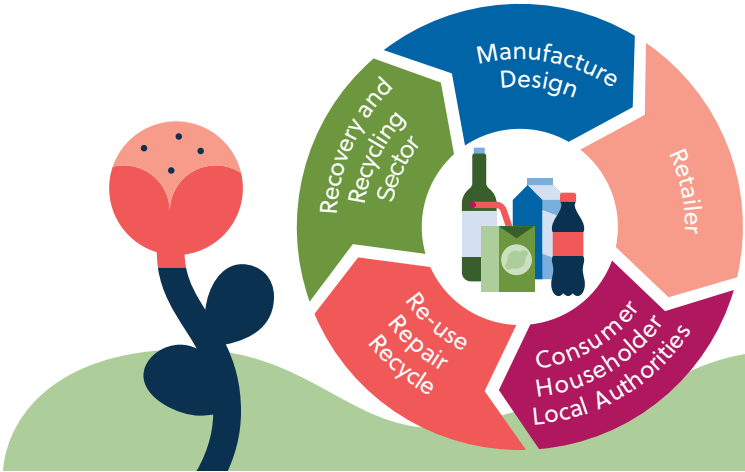 Manufacture
Design
Retailer
Consumer
Householder
Local Authorities
Re-use
Repair
Recycle
Recovery and
Recycling
Sector